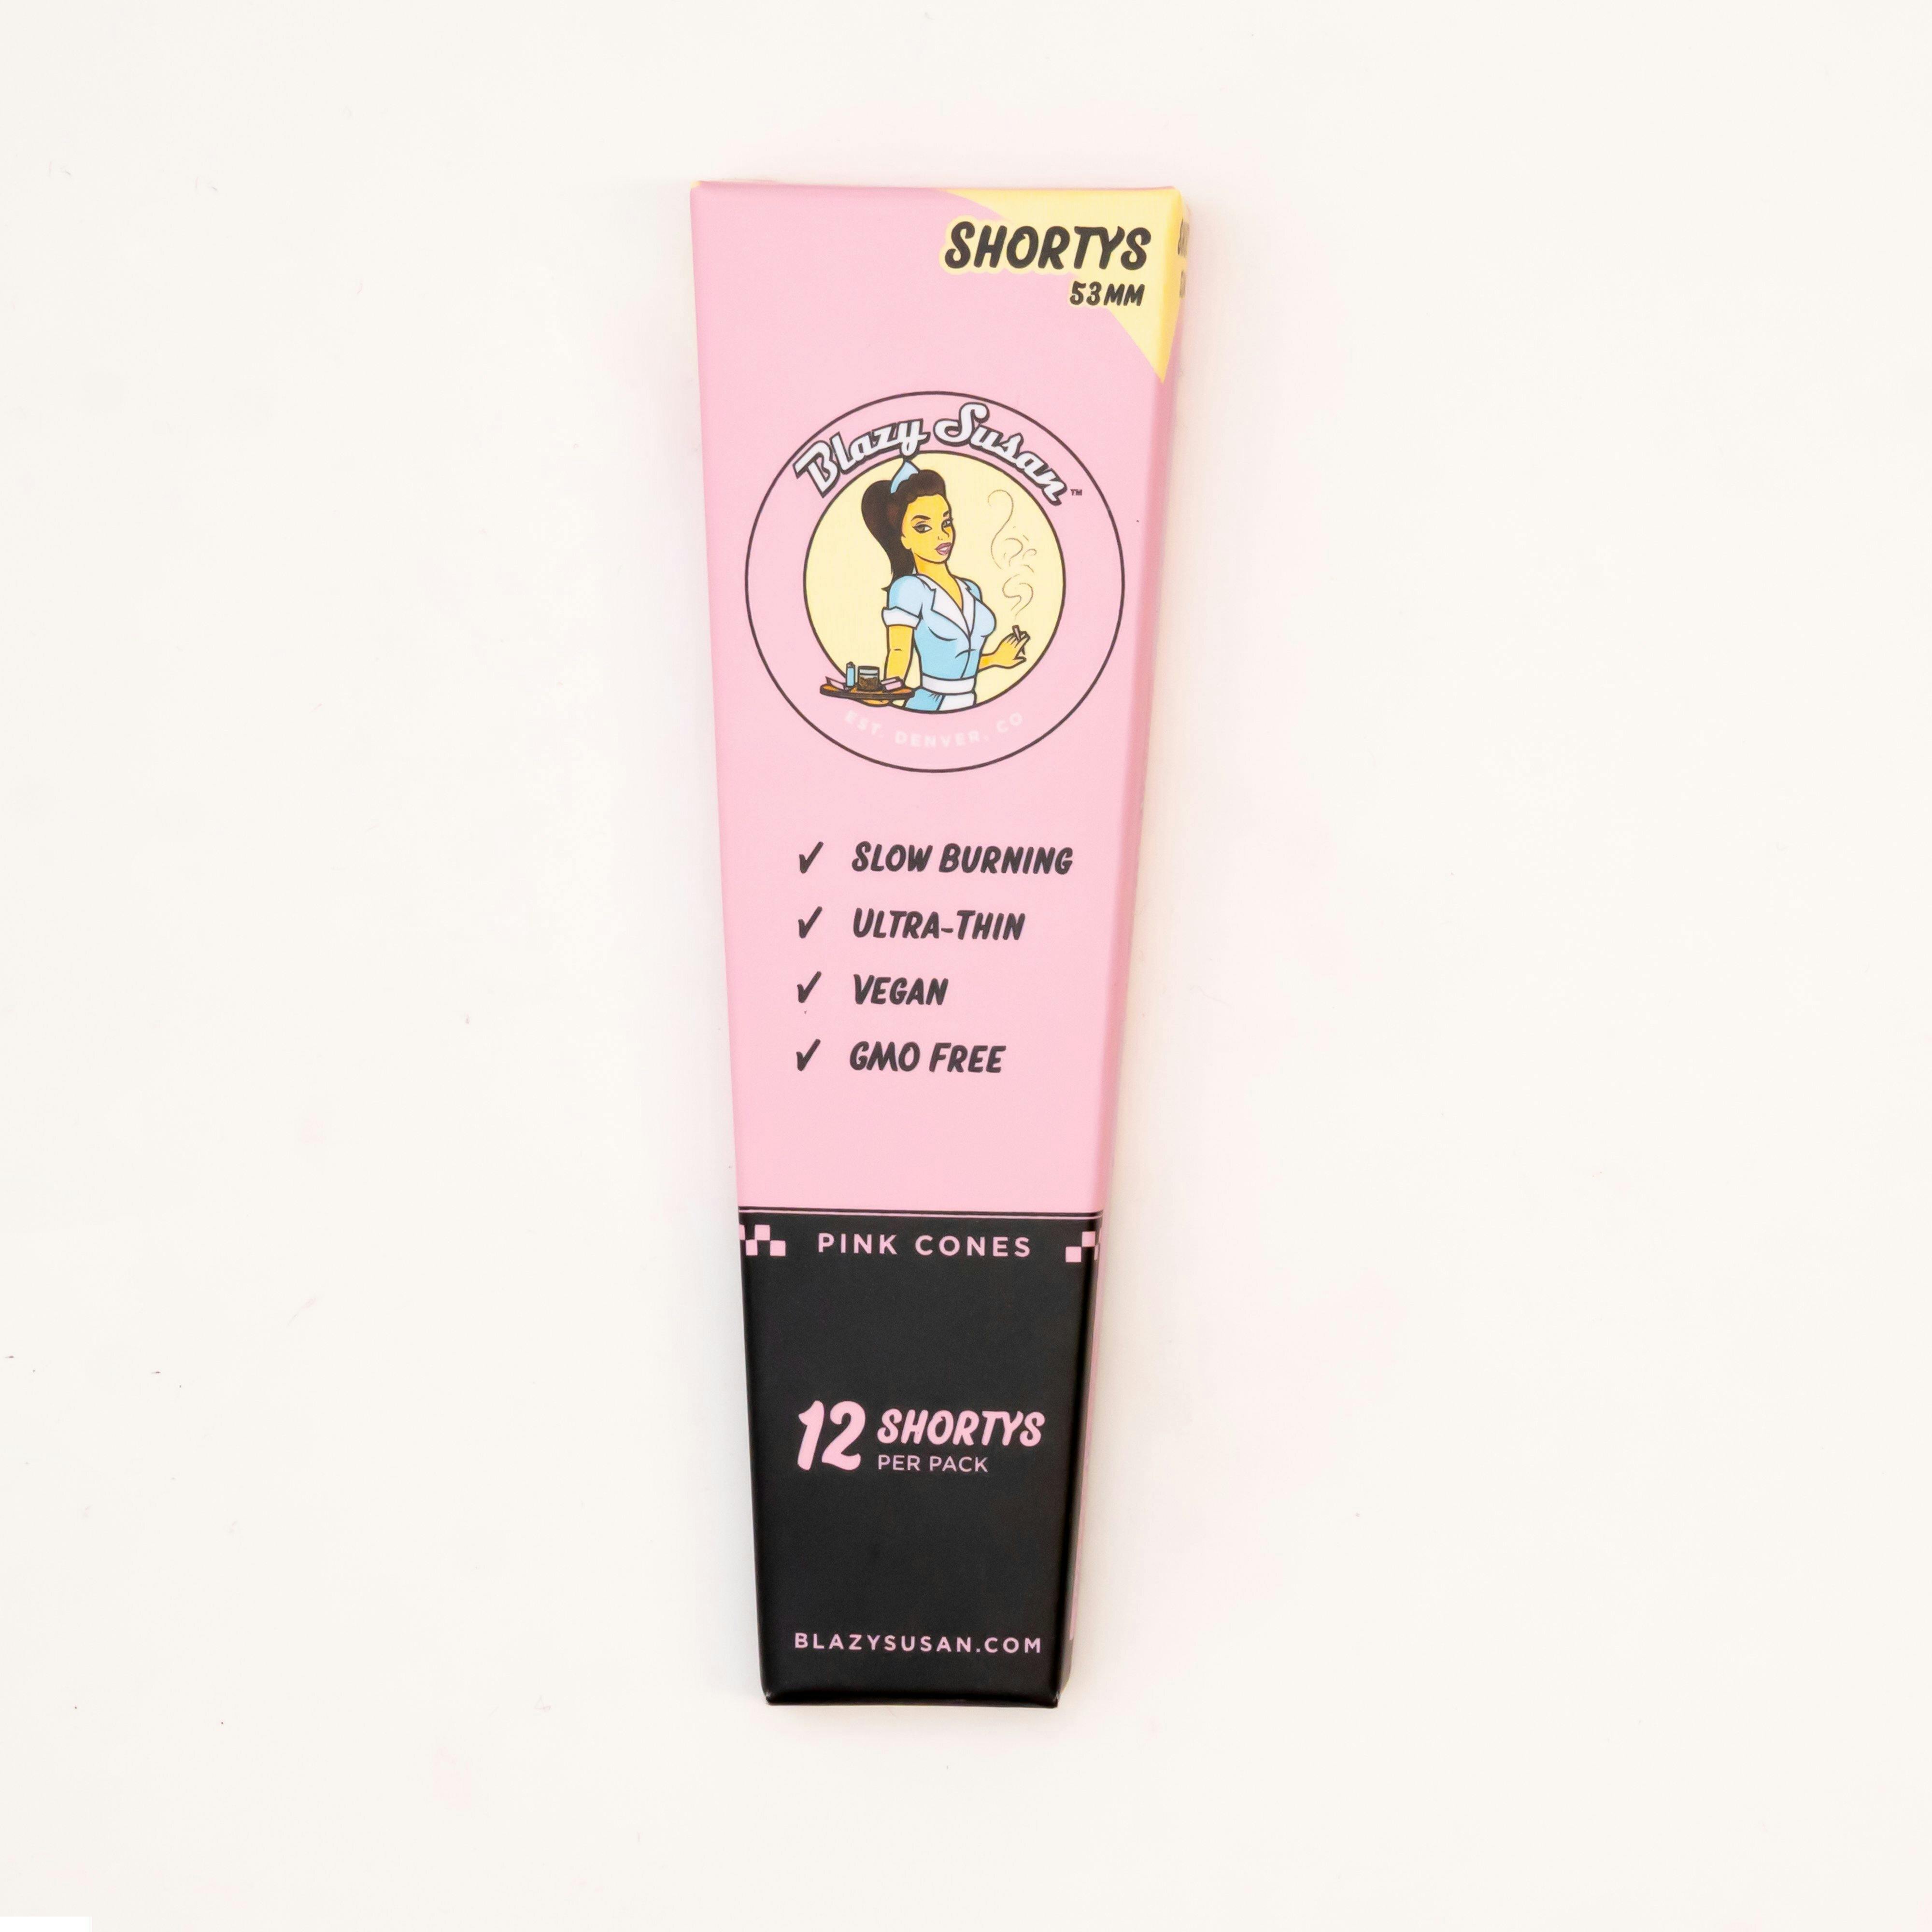 SHORTYS
53MM
Blazy Susan™
EST. DENVER, CO
✓ SLOW BURNING
✓ ULTRA-THIN
✓ VEGAN
✓ GMO FREE
PINK CONES
12 SHORTYS
PER PACK
BLAZYSUSAN.COM